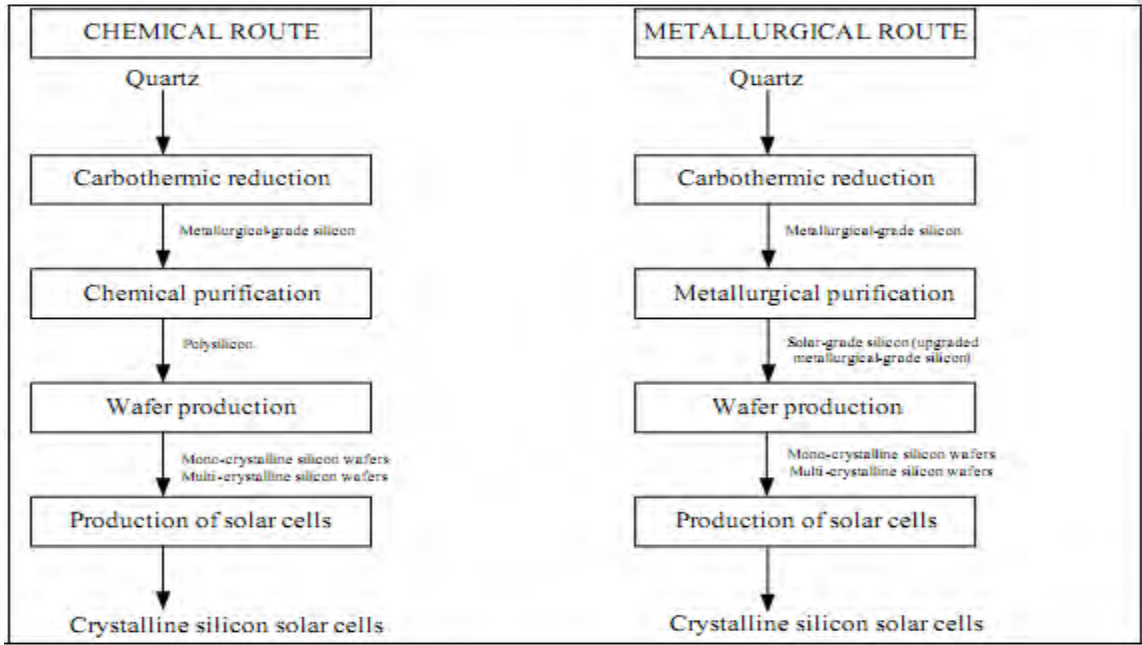 CHEMICAL ROUTE
Quartz
Carbothermic reduction
Metallurgical-grade silicon
Chemical purification
Polysilicon
Wafer production
Mono-crystalline silicon wafers
Multi-crystalline silicon wafers
Production of solar cells
Crystalline silicon solar cells
METALLURGICAL ROUTE
Quartz
Carbothermic reduction
Metallurgical-grade silicon
Metallurgical purification
Solar-grade silicon (upgraded
metallurgical-grade silicon)
Wafer production
Mono-crystalline silicon wafers
Multi-crystalline silicon wafers
Production of solar cells
Crystalline silicon solar cells